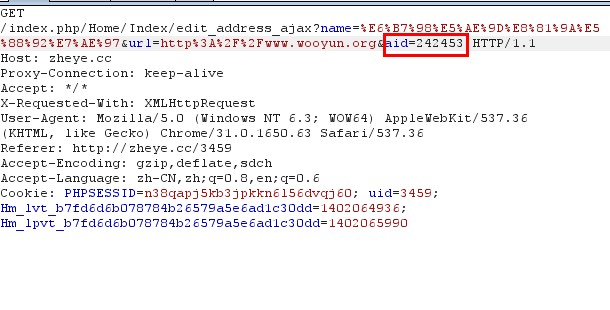 GET
/index.php/Home/Index/edit_address_ajax?name=%E6%B7%98%E5%AE%9D%E8%81%9A%E5
%88%92%E7%AE%97&url=http%3A%2F%2Fwww.wooyun.org&aid=242453 HTTP/1.1
Host: zheye.cc
Proxy-Connection: keep-alive
Accept: */*
X-Requested-With: XMLHttpRequest
User-Agent: Mozilla/5.0 (Windows NT 6.3; WOW64) AppleWebKit/537.36
(KHTML, like Gecko) Chrome/31.0.1650.63 Safari/537.36
Referer: http://zheye.cc/3459
Accept-Encoding: gzip,deflate,sdch
Accept-Language: zh-CN,zh;q=0.8,en;q=0.6
Cookie: PHPSESSID=n38qapj5kb3jpkkn6156dvqj60; uid=3459;
Hm_lvt_b7fd6d6b078784b26579a5e6ad1c30dd=1402064936;
Hm_lpvt_b7fd6d6b078784b26579a5e6ad1c30dd=1402065990